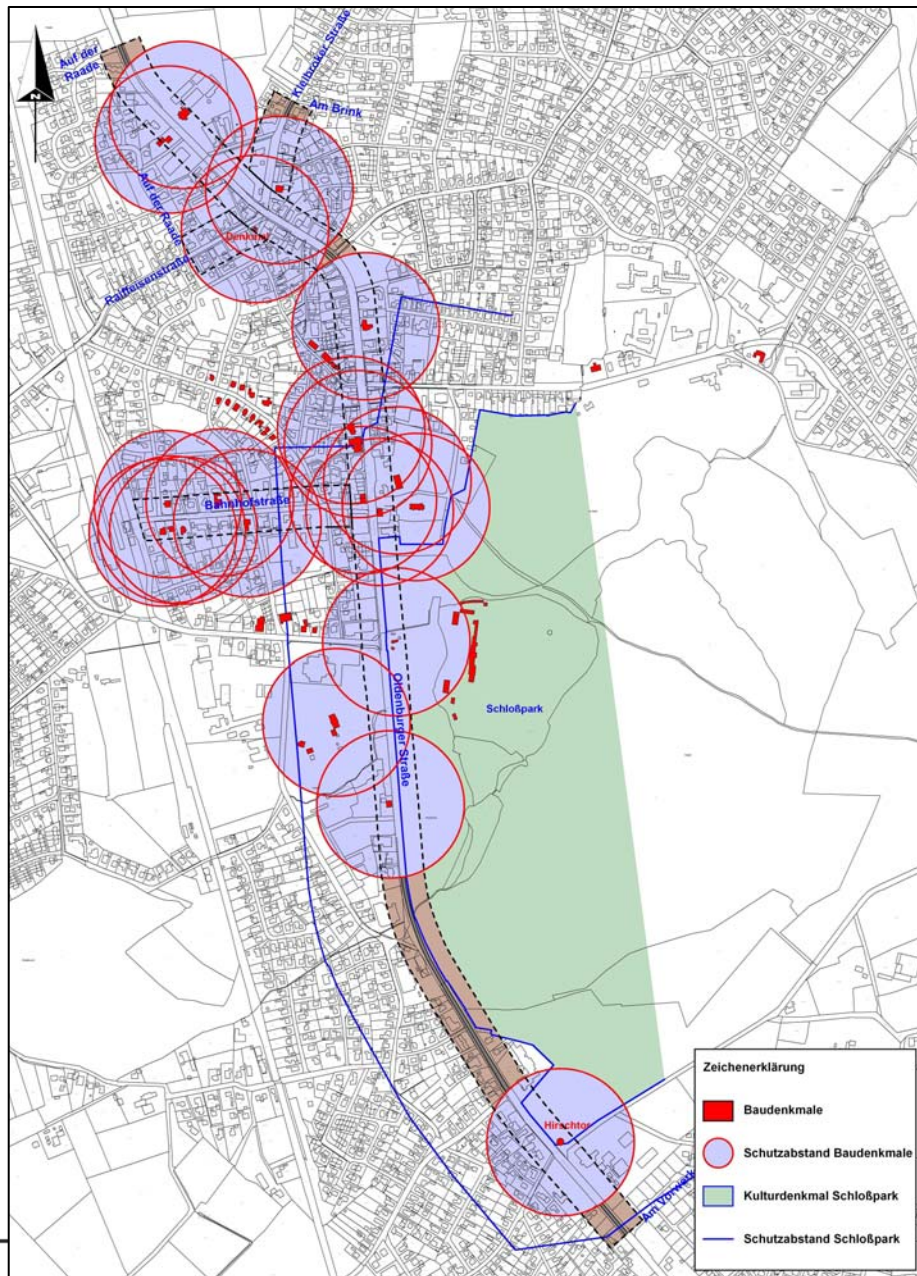 Kleibroker Straße
Auf der
Raade
Am Brink
Auf der Raade
Denkmal
Raiffeisenstraße
Bahnhofstraße
Oldenburger Straße
Schloßpark
Hirschtor
Am Vorwerk
N
Zeichenerklärung
Baudenkmale
Schutzabstand Baudenkmale
Kulturdenkmal Schloßpark
Schutzabstand Schloßpark